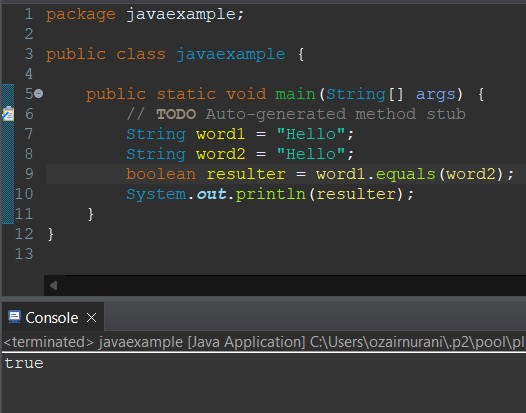 1 package javaexample;
2
3 public class javaexample {
4
5 public static void main(String[] args) {
6 // TODO Auto-generated method stub
7 String word1 = "Hello";
8 String word2 = "Hello";
9 boolean resulter = word1.equals(word2);
10 System.out.println(resulter);
11 }
12 }
13
Console
<terminated> javaexample [Java Application] C:\Users\ozairnurani\.p2\pool\pl
true